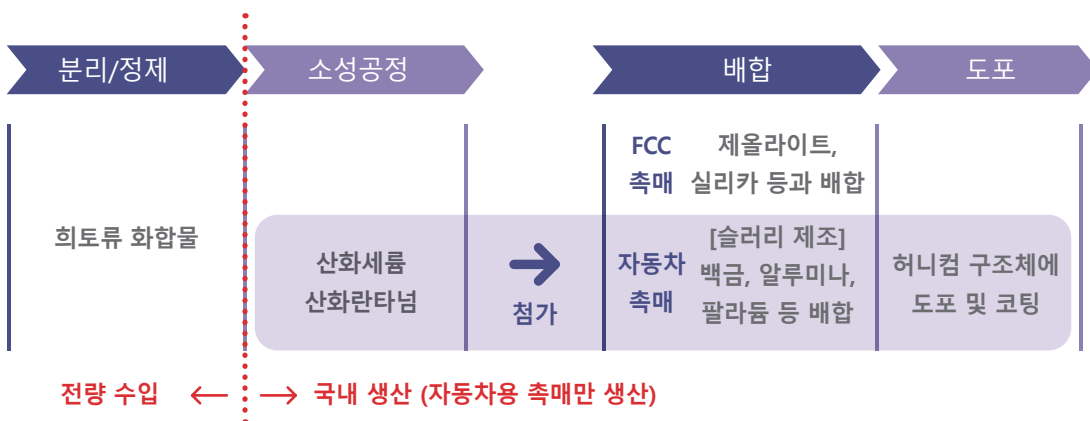 분리/정제
소성공정
배합
도포
희토류 화합물
산화세륨
산화란타넘
첨가
FCC
촉매
제올라이트,
실리카 등과 배합
자동차
촉매
[슬러리 제조]
백금, 알루미나,
팔라듐 등 배합
허니컴 구조체에
도포 및 코팅
전량 수입
국내 생산 (자동차용 촉매만 생산)